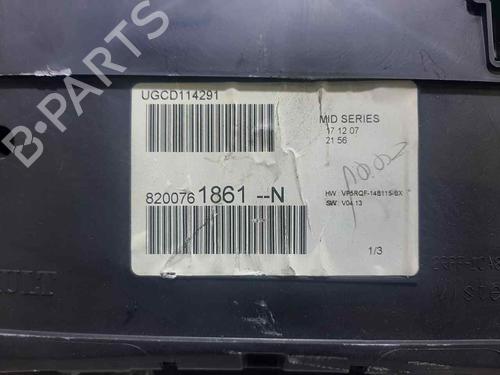 UGCD114291
MID SERIES
17 12 07
21 56
8200761861--N
HW : VP5RQF-14B115-BX
SW : V04.13
1/3
B-PARTS